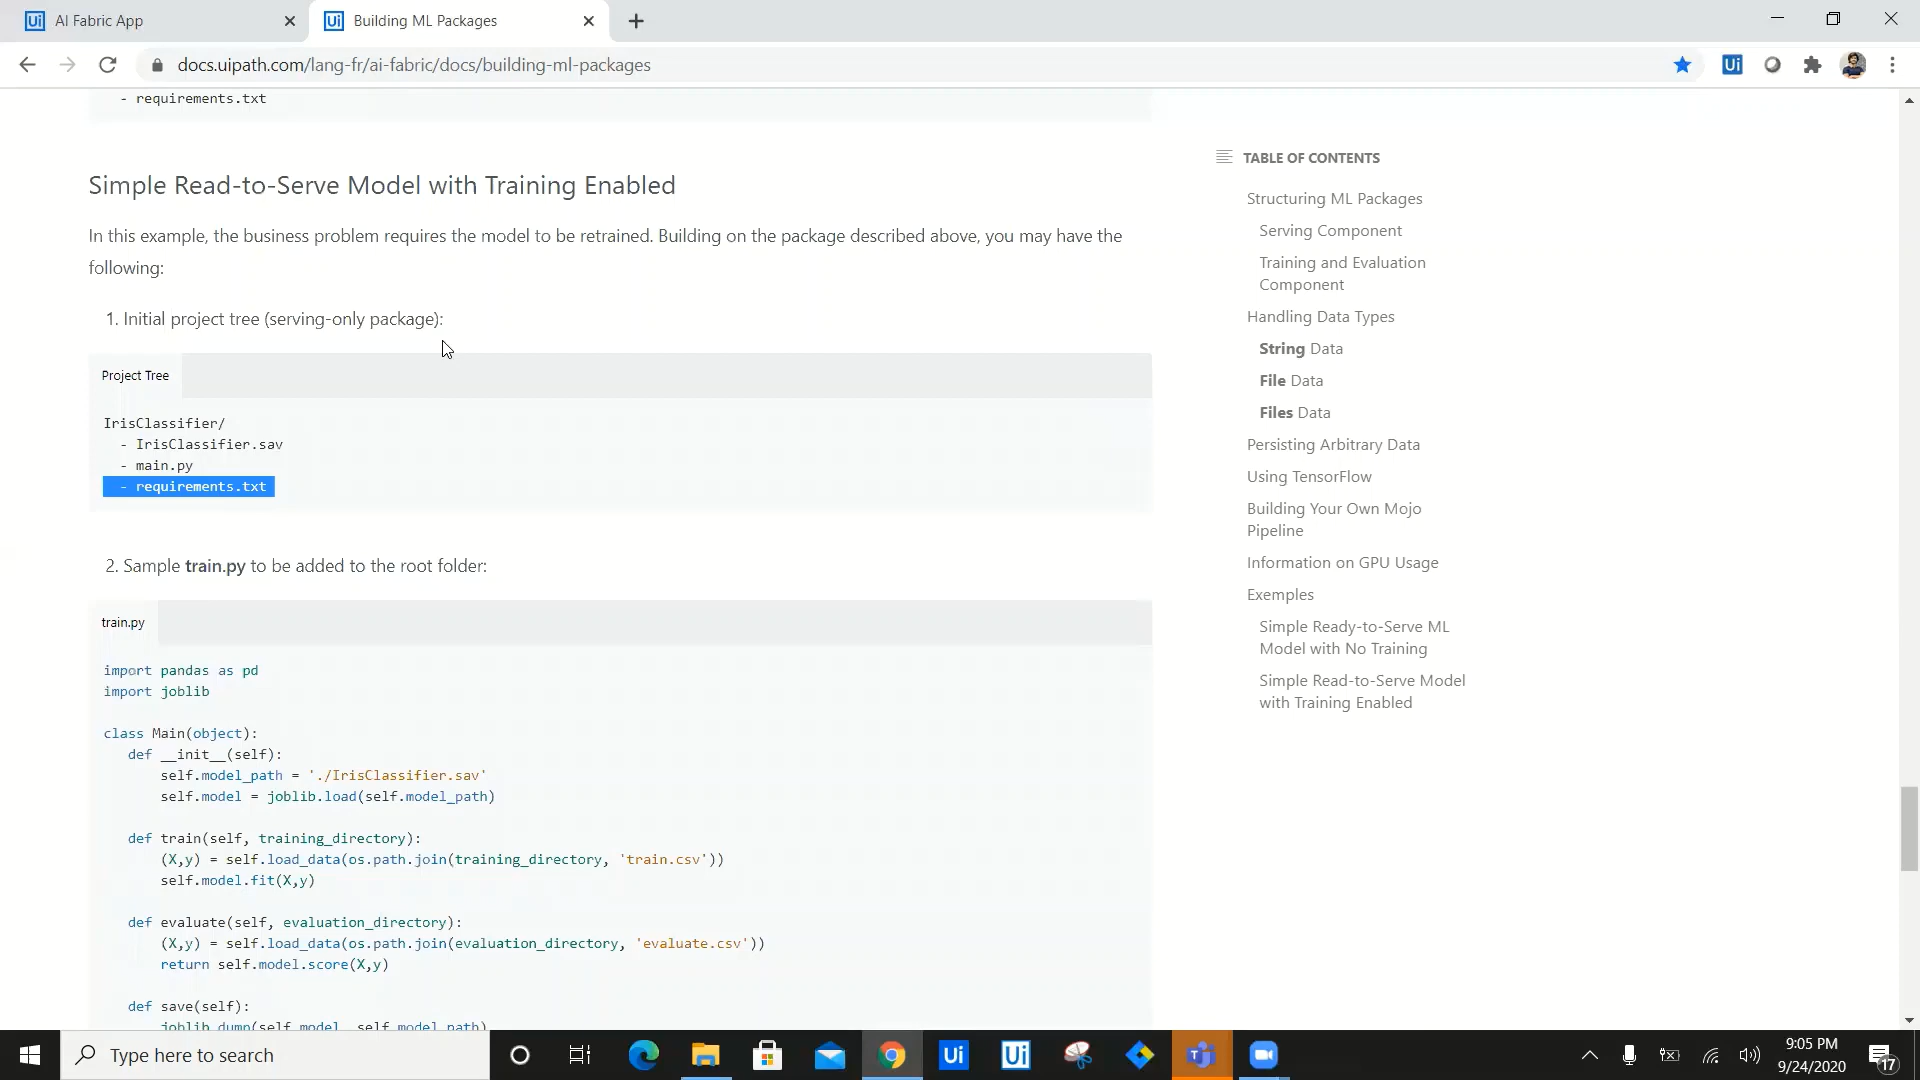 AI Fabric App
Building ML Packages
docs.uipath.com/lang-fr/ai-fabric/docs/building-ml-packages
- requirements.txt
Simple Read-to-Serve Model with Training Enabled
In this example, the business problem requires the model to be retrained. Building on the package described above, you may have the
following:
1. Initial project tree (serving-only package):
Project Tree
IrisClassifier/
- IrisClassifier.sav
- main.py
- requirements.txt
2. Sample train.py to be added to the root folder:
train.py
import pandas as pd
import joblib
class Main(object):
def __init__(self):
self.model_path = './IrisClassifier.sav'
self.model = joblib.load(self.model_path)
def train(self, training_directory):
(X,y) = self.load_data(os.path.join(training_directory, 'train.csv'))
self.model.fit(X,y)
def evaluate(self, evaluation_directory):
(X,y) = self.load_data(os.path.join(evaluation_directory, 'evaluate.csv'))
return self.model.score(X,y)
def save(self):
joblib.dump(self.model, self.model_path)
TABLE OF CONTENTS
Structuring ML Packages
Serving Component
Training and Evaluation
Component
Handling Data Types
String Data
File Data
Files Data
Persisting Arbitrary Data
Using TensorFlow
Building Your Own Mojo
Pipeline
Information on GPU Usage
Exemples
Simple Ready-to-Serve ML
Model with No Training
Simple Read-to-Serve Model
with Training Enabled
Type here to search
Ui
Ui
9:05 PM
9/24/2020
17